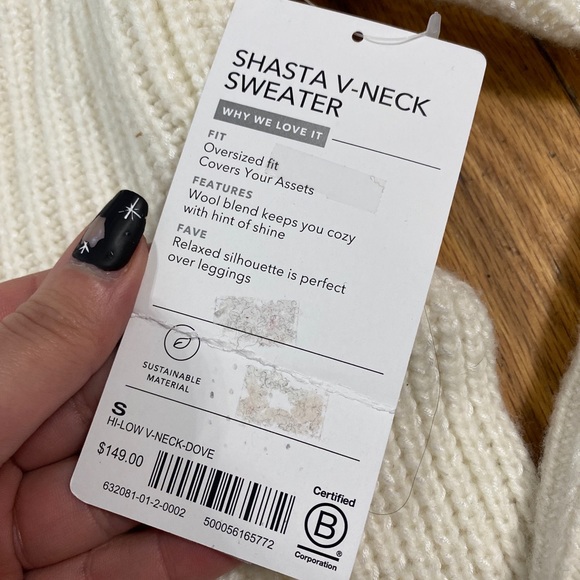 SHASTA V-NECK
SWEATER
WHY WE LOVE IT
FIT
Oversized fit
Covers Your Assets
FEATURES
Wool blend keeps you cozy
with hint of shine
FAVE
Relaxed silhouette is perfect
over leggings
SUSTAINABLE
MATERIAL
S
HI-LOW V-NECK-DOVE
$149.00
632081-01-2-0002 500056165772
Certified
B
®
Corporation